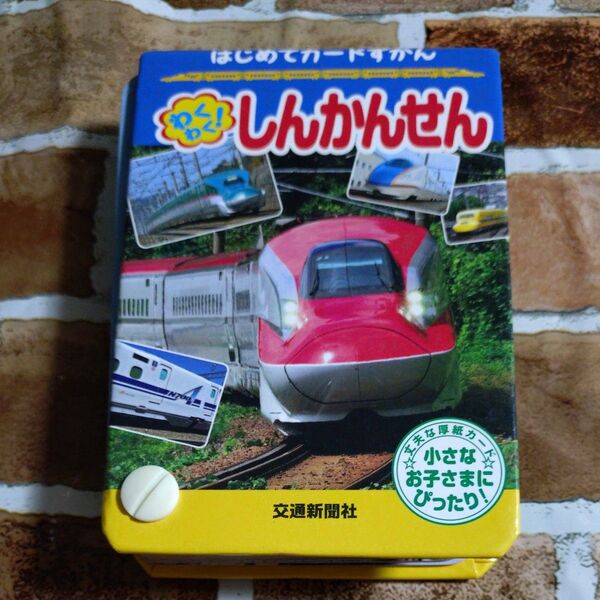 はじめてカードずかん
わく
わく!
しんかんせん
N700
丈夫な厚紙カード
小さな
お子さまに
ぴったり!
交通新聞社